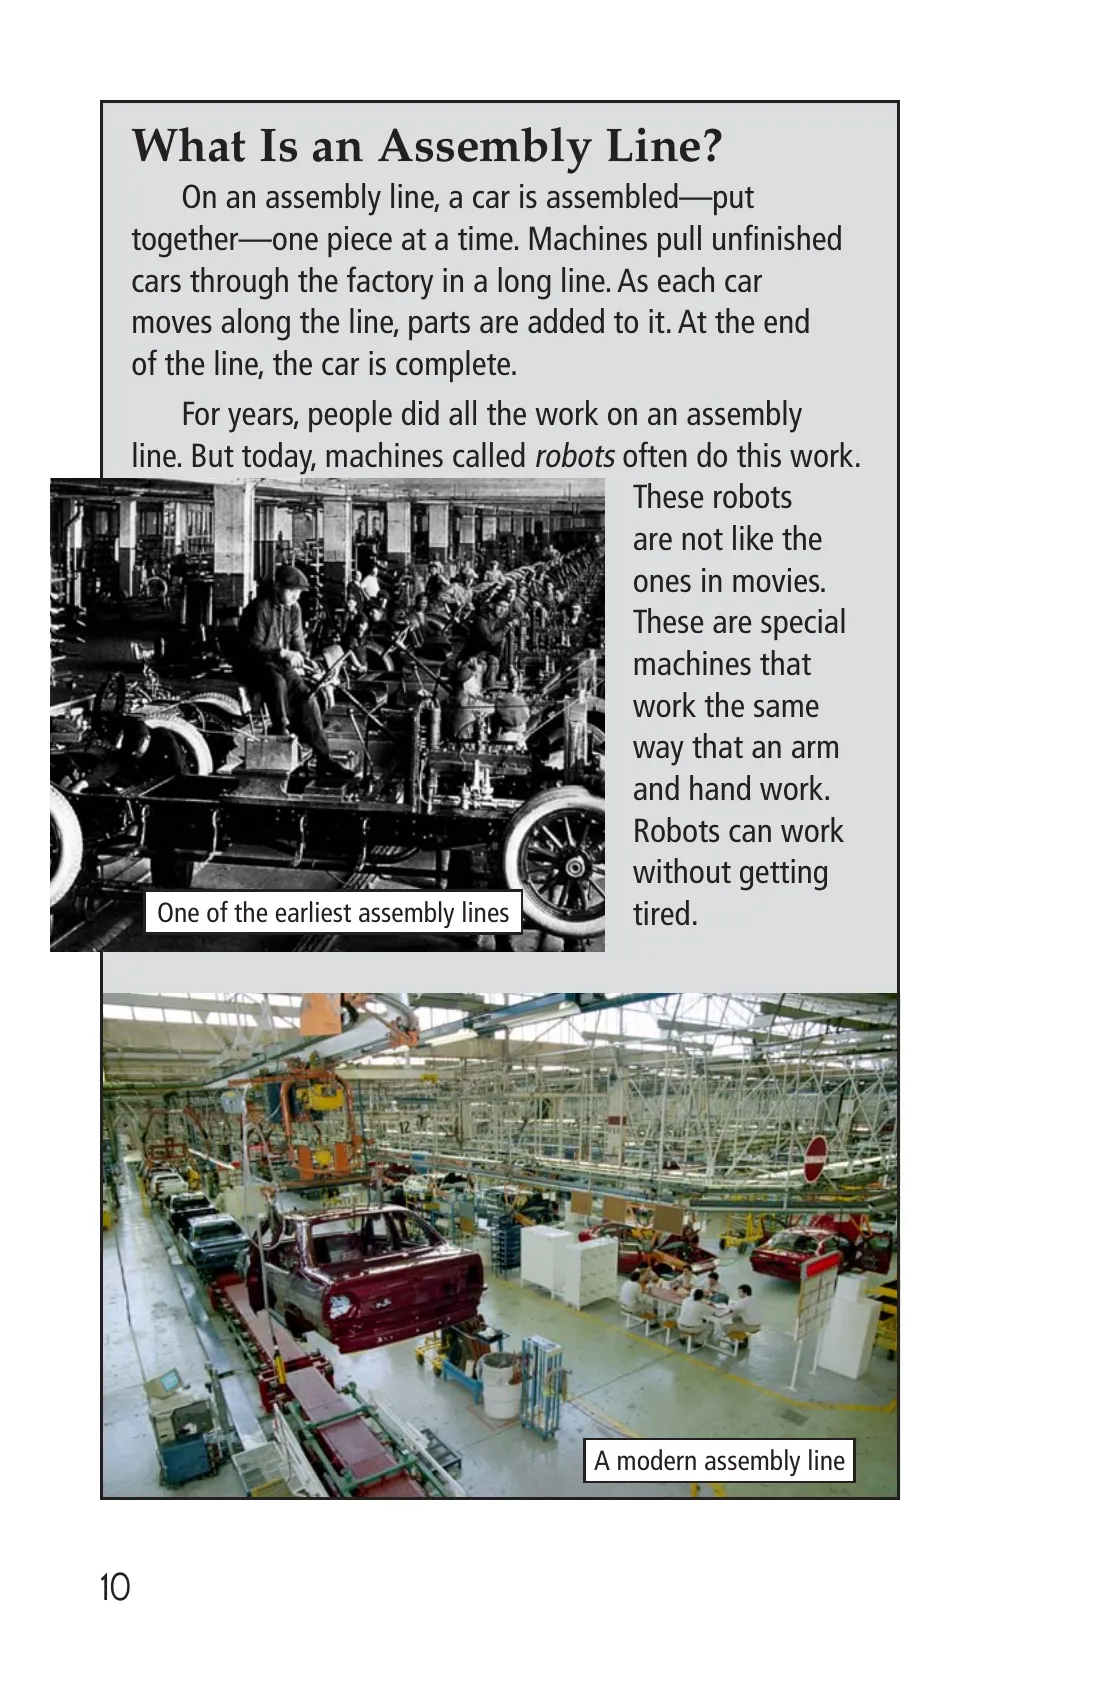 What Is an Assembly Line?
On an assembly line, a car is assembled—put
together—one piece at a time. Machines pull unfinished
cars through the factory in a long line. As each car
moves along the line, parts are added to it. At the end
of the line, the car is complete.
For years, people did all the work on an assembly
line. But today, machines called robots often do this work.
These robots
are not like the
ones in movies.
These are special
machines that
work the same
way that an arm
and hand work.
Robots can work
without getting
tired.
One of the earliest assembly lines
12
A modern assembly line
10